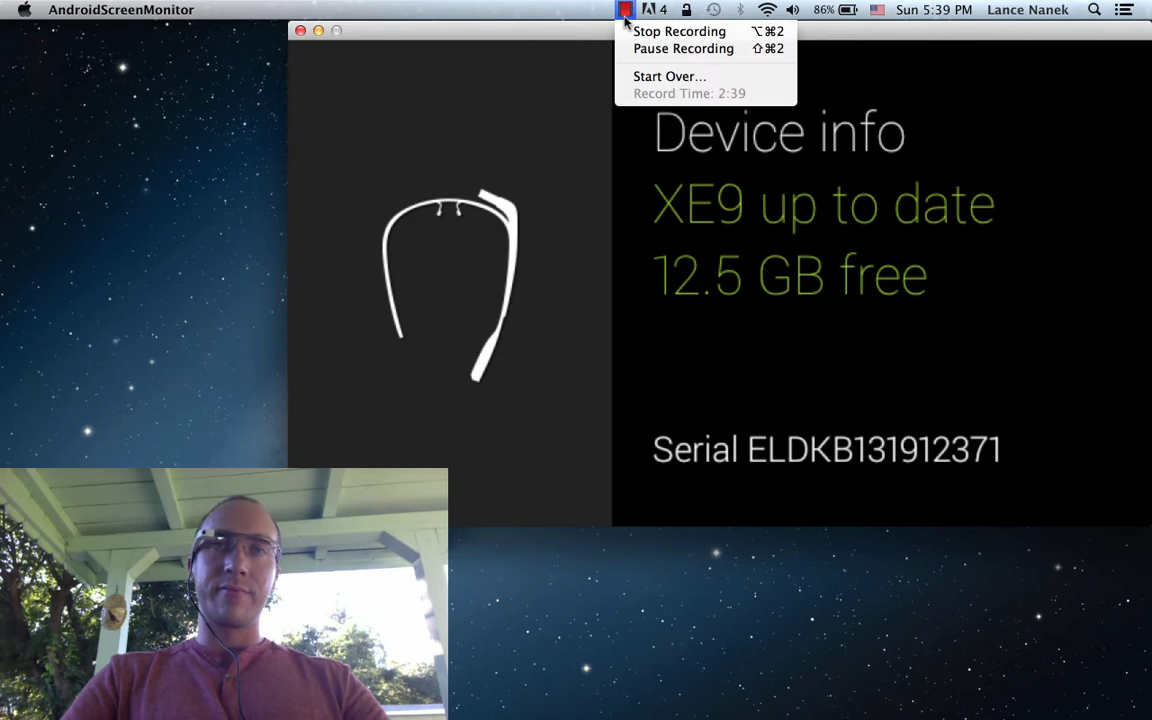 AndroidScreenMonitor
4
86%
Sun 5:39 PM
Lance Nanek
Stop Recording ⌥⌘2
Pause Recording ⇧⌘2
Start Over...
Record Time: 2:39
Device info
XE9 up to date
12.5 GB free
Serial ELDKB131912371